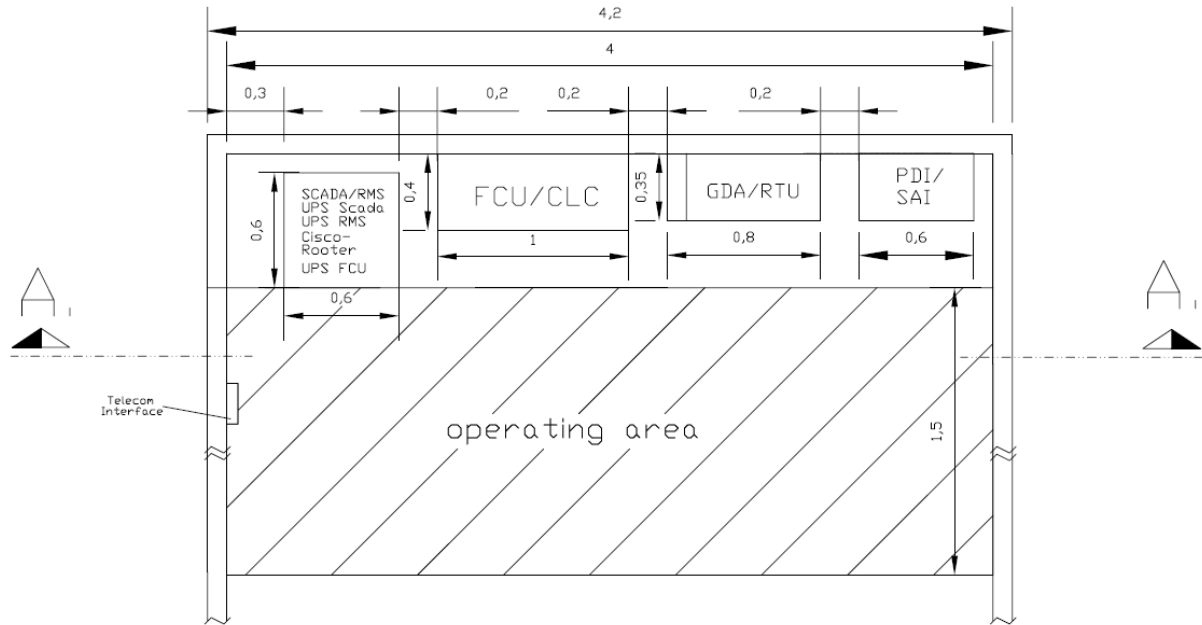 4,2
4
0,3
0,2
0,2
0,2
SCADA/RMS
UPS Scada
UPS RMS
Cisco-
Rooter
UPS FCU
0,6
0,6
0,4
FCU/CLC
1
0,35
GDA/RTU
0,8
PDI/
SAI
0,6
A
A
Telecom
Interface
operating area
1,5